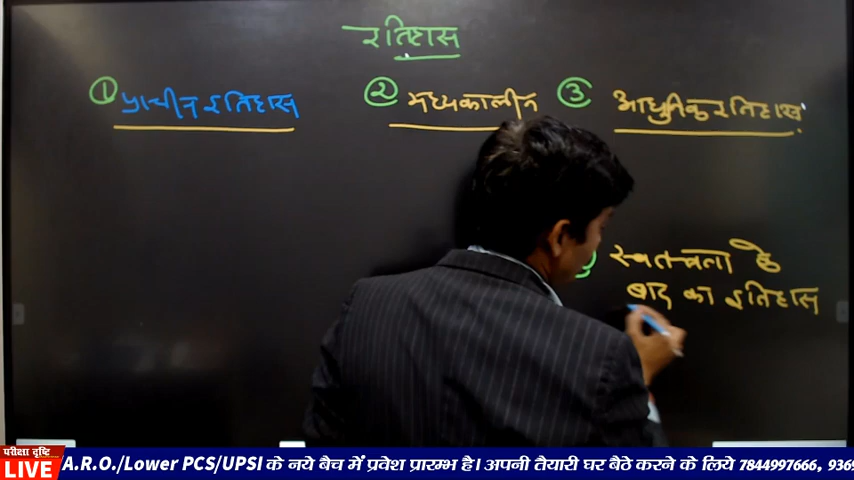 इतिहास
① प्राचीन इतिहास
② मध्यकालीन
③ आधुनिक इतिहास
स्वतन्त्रता के
बाद का इतिहास
परीक्षा दृष्टि
LIVE
/A.R.O./Lower PCS/UPSI के नये बैच में प्रवेश प्रारम्भ है। अपनी तैयारी घर बैठे करने के लिये 7844997666, 9369